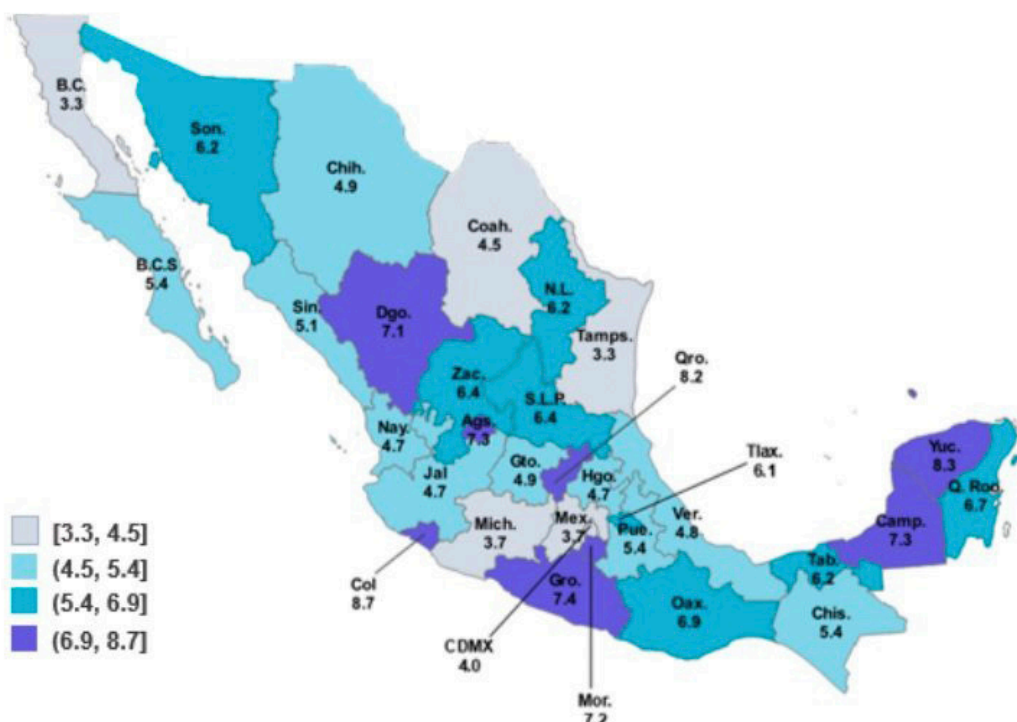 B.C.
3.3
Son.
6.2
Chih.
4.9
Coah.
4.5
B.C.S
5.4
N.L.
6.2
Sin.
5.1
Dgo.
7.1
Tamps.
3.3
Qro.
8.2
Zac.
6.4
S.L.P.
6.4
Nay.
4.7
Ags.
7.3
Tlax.
6.1
Yuc.
8.3
Jal
4.7
Gto.
4.9
Hgo.
4.7
Q. Roo.
6.7
Mich.
3.7
Mex.
3.7
Pue.
5.4
Ver.
4.8
Camp.
7.3
Tab.
6.2
Col
8.7
Gro.
7.4
Oax.
6.9
Chis.
5.4
CDMX
4.0
Mor.
7.2
[3.3, 4.5]
(4.5, 5.4]
(5.4, 6.9]
(6.9, 8.7]